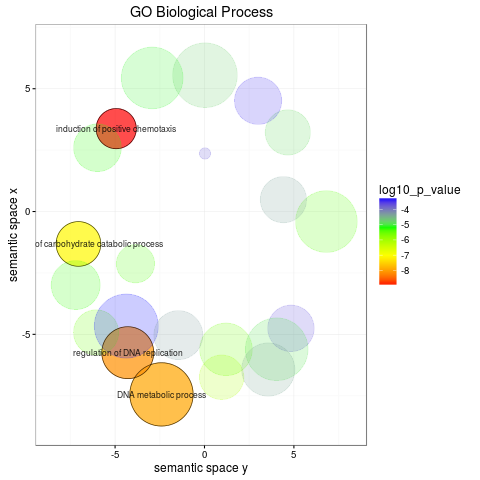 GO Biological Process
5
0
-5
semantic space x
induction of positive chemotaxis
of carbohydrate catabolic process
regulation of DNA replication
DNA metabolic process
-5
0
5
semantic space y
log10_p_value
-4
-5
-6
-7
-8